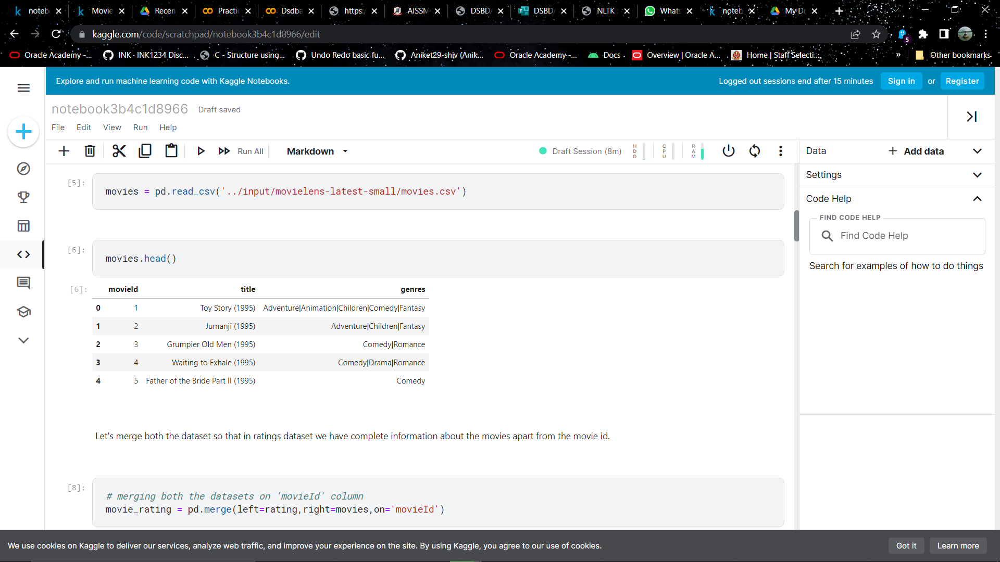 noteb
Movie
Recen
Practic
Dsdba
https:/
AISSM
DSBDA
DSBDA
NLTK
Whats
noteb
My Dr
kaggle.com/code/scratchpad/notebook3b4c1d8966/edit
5
Oracle Academy -...
INK · INK1234 Disc...
C - Structure using...
Undo Redo basic fu...
Aniket29-shiv (Anik...
Oracle Academy -...
Docs
Overview | Oracle A...
Home | Staff Selecti...
»
Other bookmarks
Explore and run machine learning code with Kaggle Notebooks.
Logged out sessions end after 15 minutes
Sign in
or
Register
notebook3b4c1d8966
Draft saved
File Edit View Run Help
Run All
Markdown
Draft Session (8m)
HDD
CPU
RAM
Data
+ Add data
Settings
Code Help
FIND CODE HELP
Find Code Help
Search for examples of how to do things
[5]:
movies = pd.read_csv('../input/movielens-latest-small/movies.csv')
[6]:
movies.head()
[6]:
movieId title genres
0 1 Toy Story (1995) Adventure|Animation|Children|Comedy|Fantasy
1 2 Jumanji (1995) Adventure|Children|Fantasy
2 3 Grumpier Old Men (1995) Comedy|Romance
3 4 Waiting to Exhale (1995) Comedy|Drama|Romance
4 5 Father of the Bride Part II (1995) Comedy
Let's merge both the dataset so that in ratings dataset we have complete information about the movies apart from the movie id.
[8]:
# merging both the datasets on 'movieId' column
movie_rating = pd.merge(left=rating,right=movies,on='movieId')
We use cookies on Kaggle to deliver our services, analyze web traffic, and improve your experience on the site. By using Kaggle, you agree to our use of cookies.
Got it
Learn more